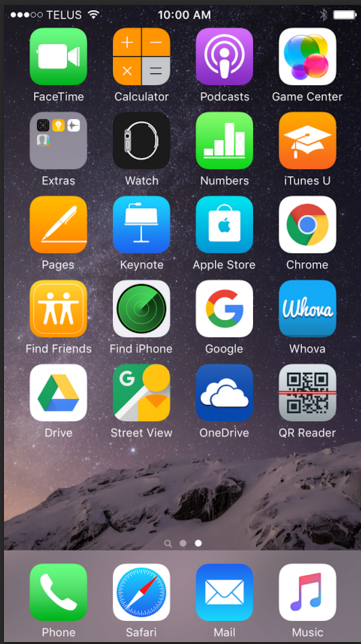 TELUS 10:00 AM
FaceTime Calculator Podcasts Game Center
Extras Watch Numbers iTunes U
Pages Keynote Apple Store Chrome
Whova
Find Friends Find iPhone Google Whova
G
Drive Street View OneDrive QR Reader
Phone Safari Mail Music